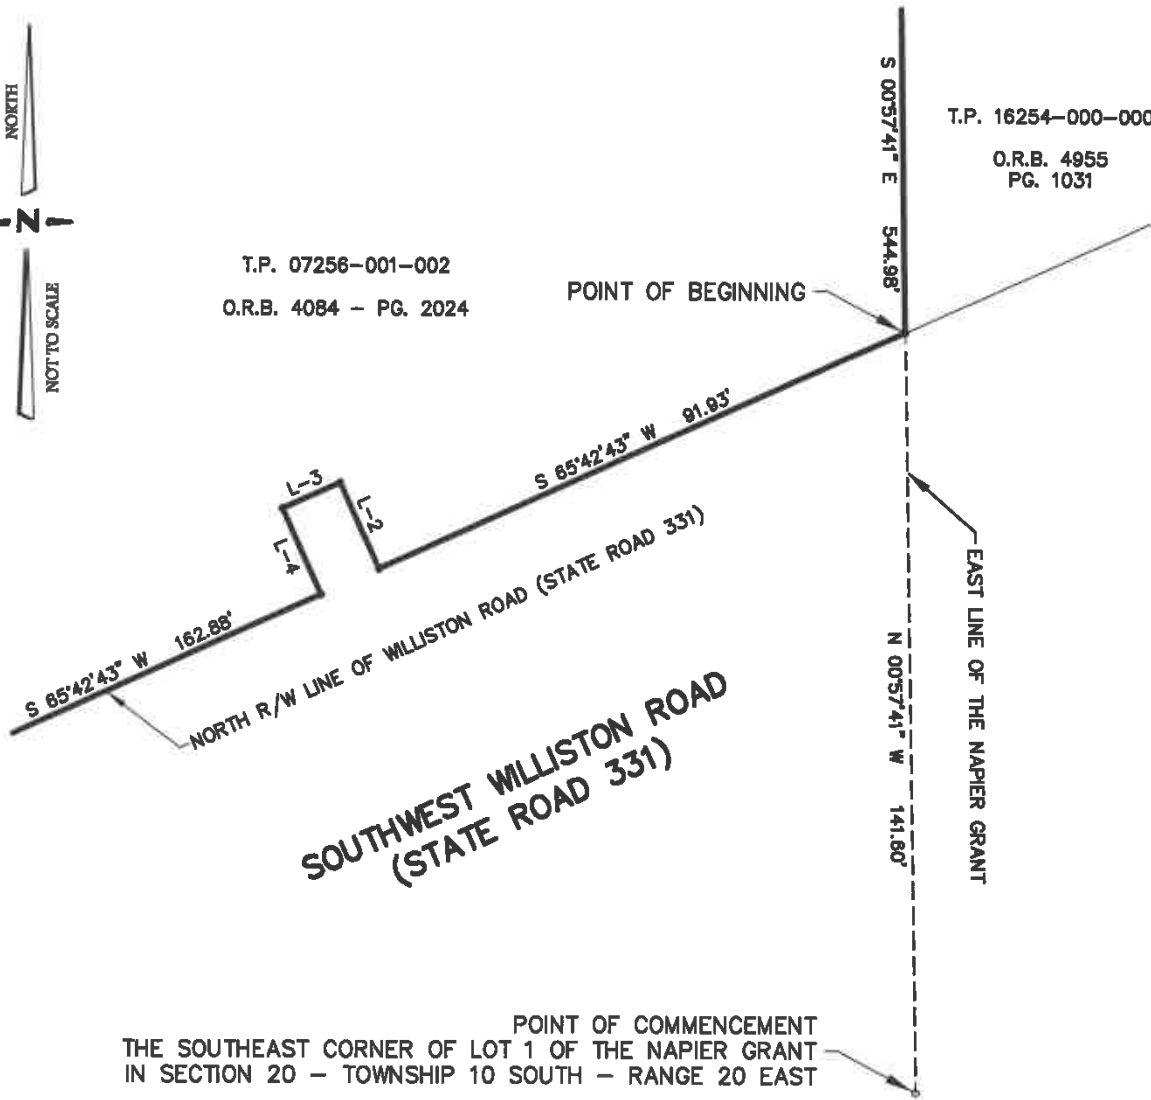 NORTH
N
NOT TO SCALE
S 00°57'41" E 544.98'
T.P. 16254-000-000
O.R.B. 4955
PG. 1031
T.P. 07256-001-002
O.R.B. 4084 - PG. 2024
POINT OF BEGINNING
S 65°42'43" W 91.93'
L-3
L-2
L-4
S 65°42'43" W 162.88'
NORTH R/W LINE OF WILLISTON ROAD (STATE ROAD 331)
EAST LINE OF THE NAPIER GRANT
N 00°57'41" W 141.60'
SOUTHWEST WILLISTON ROAD
(STATE ROAD 331)
POINT OF COMMENCEMENT
THE SOUTHEAST CORNER OF LOT 1 OF THE NAPIER GRANT
IN SECTION 20 - TOWNSHIP 10 SOUTH - RANGE 20 EAST